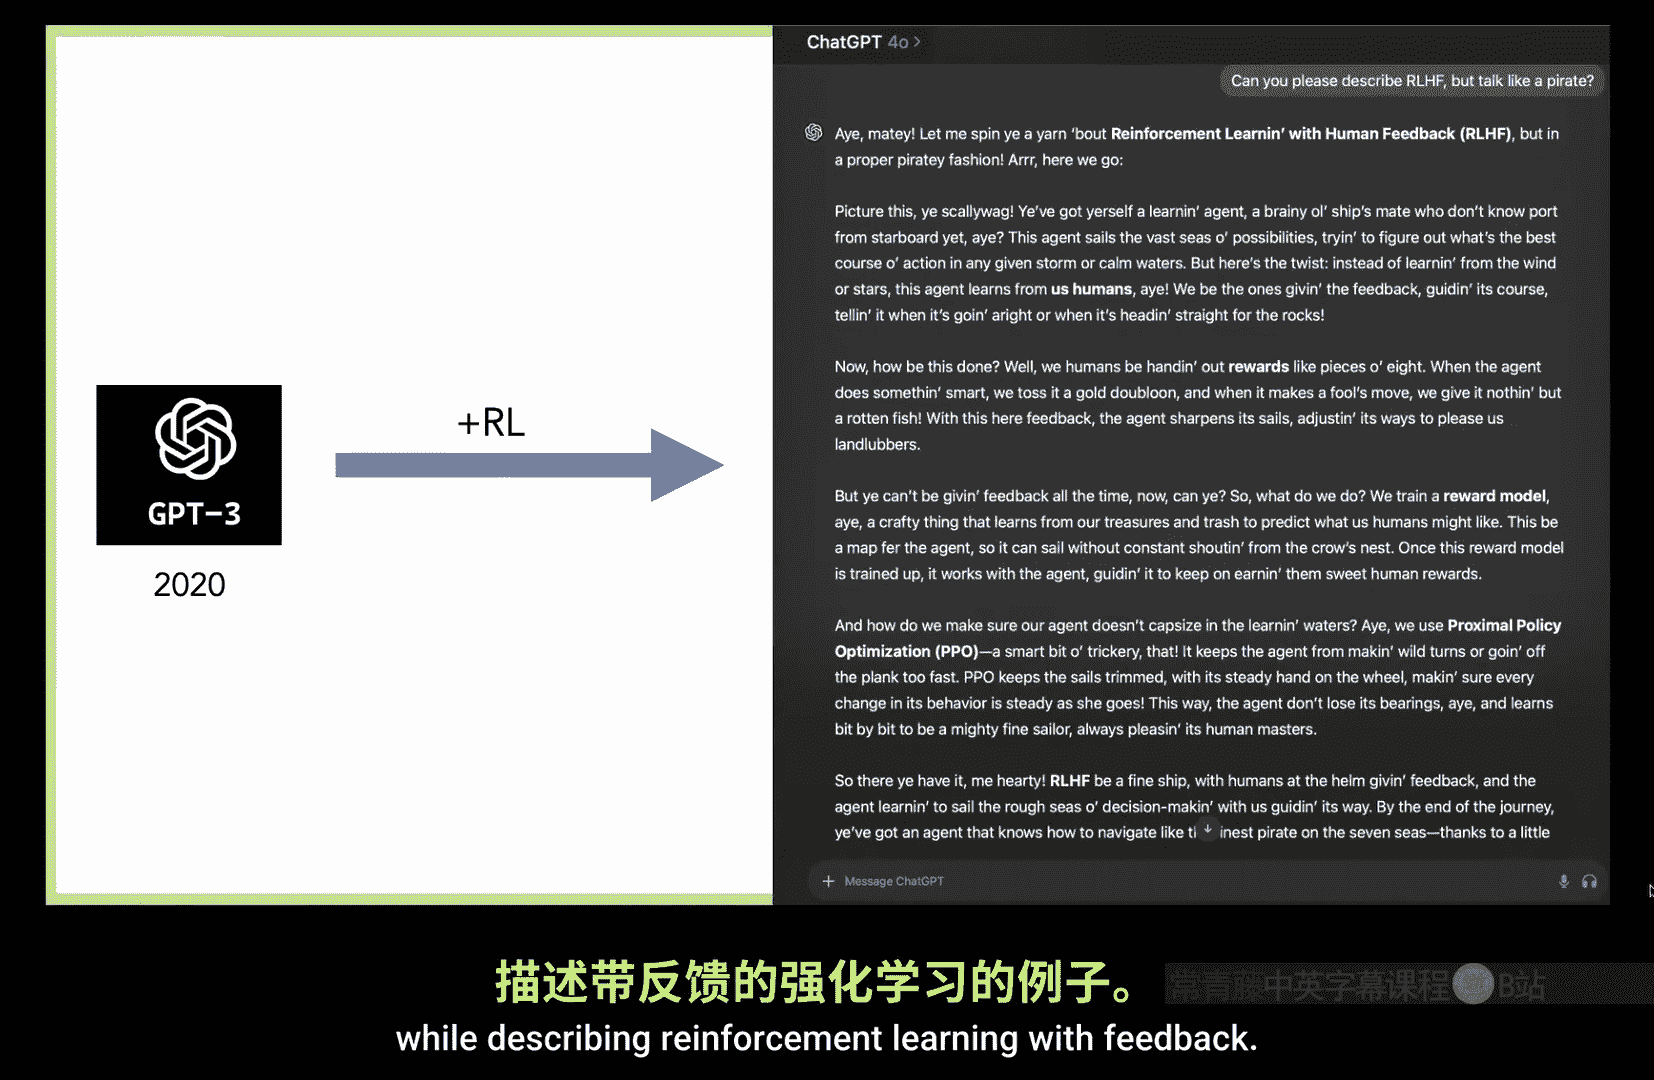 GPT-3
2020
+RL
ChatGPT 4o >
Can you please describe RLHF, but talk like a pirate?
Aye, matey! Let me spin ye a yarn ‘bout Reinforcement Learnin’ with Human Feedback (RLHF), but in
a proper piratey fashion! Arrr, here we go:
Picture this, ye scallywag! Ye’ve got yerself a learnin’ agent, a brainy ol’ ship’s mate who don’t know port
from starboard yet, aye? This agent sails the vast seas o’ possibilities, tryin’ to figure out what’s the best
course o’ action in any given storm or calm waters. But here’s the twist: instead of learnin’ from the wind
or stars, this agent learns from us humans, aye! We be the ones givin’ the feedback, guidin’ its course,
tellin’ it when it’s goin’ aright or when it’s headin’ straight for the rocks!
Now, how be this done? Well, we humans be handin’ out rewards like pieces o’ eight. When the agent
does somethin’ smart, we toss it a gold doubloon, and when it makes a fool’s move, we give it nothin’ but
a rotten fish! With this here feedback, the agent sharpens its sails, adjustin’ its ways to please us
landlubbers.
But ye can’t be givin’ feedback all the time, now, can ye? So, what do we do? We train a reward model,
aye, a crafty thing that learns from our treasures and trash to predict what us humans might like. This be
a map fer the agent, so it can sail without constant shoutin’ from the crow’s nest. Once this reward model
is trained up, it works with the agent, guidin’ it to keep on earnin’ them sweet human rewards.
And how do we make sure our agent doesn’t capsize in the learnin’ waters? Aye, we use Proximal Policy
Optimization (PPO)—a smart bit o’ trickery, that! It keeps the agent from makin’ wild turns or goin’ off
the plank too fast. PPO keeps the sails trimmed, with its steady hand on the wheel, makin’ sure every
change in its behavior is steady as she goes! This way, the agent don’t lose its bearings, aye, and learns
bit by bit to be a mighty fine sailor, always pleasin’ its human masters.
So there ye have it, me hearty! RLHF be a fine ship, with humans at the helm givin’ feedback, and the
agent learnin’ to sail the rough seas o’ decision-makin’ with us guidin’ its way. By the end of the journey,
ye’ve got an agent that knows how to navigate like inest pirate on the seven seas—thanks to a little
Message ChatGPT
描述带反馈的强化学习的例子。
常青藤中英字幕课程 B站
while describing reinforcement learning with feedback.